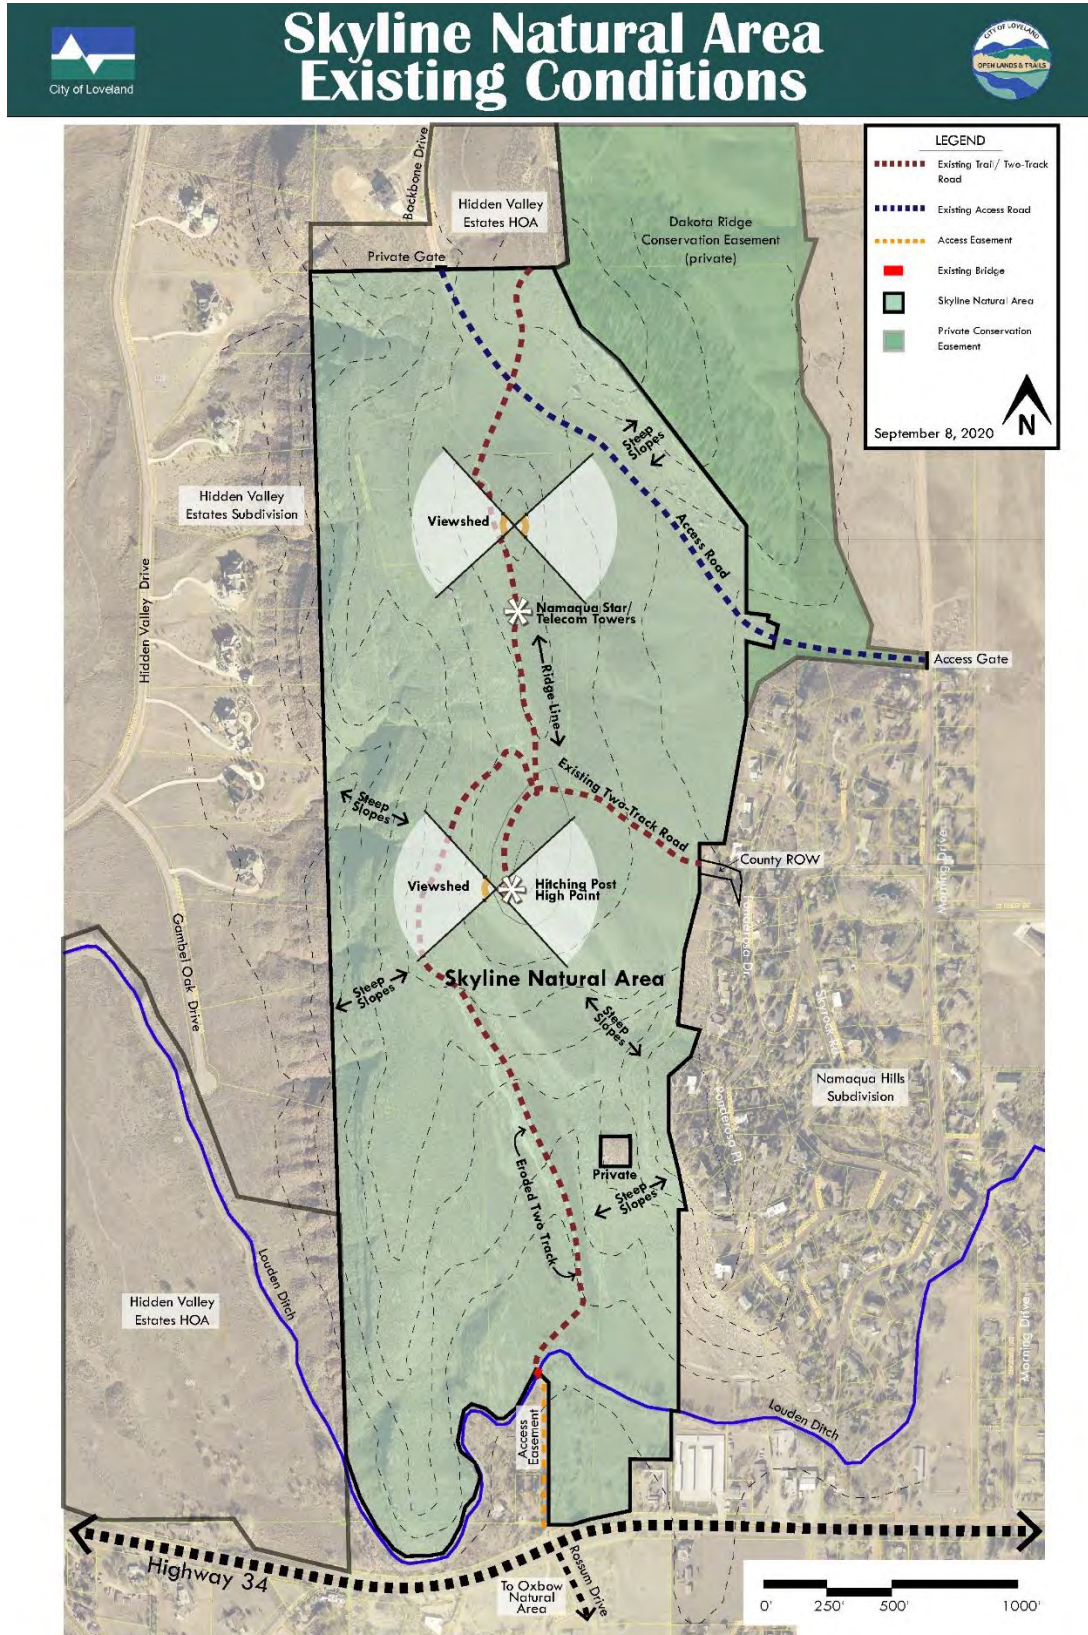 Skyline Natural Area
Existing Conditions
City of Loveland
CITY OF LOVELAND
OPEN LANDS & TRAILS
LEGEND
Existing Trail/ Two-Track
Road
Existing Access Road
Access Easement
Existing Bridge
Skyline Natural Area
Private Conservation
Easement
September 8, 2020
N
Backbone Drive
Hidden Valley
Estates HOA
Private Gate
Dakota Ridge
Conservation Easement
(private)
Steep
Slopes
Hidden Valley
Estates Subdivision
Viewshed
Access Road
Hidden Valley Drive
Namaqua Star/
Telecom Towers
Ridge Line
Access Gate
Existing Two-Track Road
Steep
Slopes
County ROW
Morning Drive
Viewshed
Hitching Post
High Point
Ponderosa Dr.
Gambel Oak Drive
Skyline Natural Area
Steep
Slopes
Steep
Slopes
Namaqua Hills
Subdivision
Ponderosa Pl
Private
Steep
Slopes
Eroded Two Track
Louden Ditch
Hidden Valley
Estates HOA
Morning Drive
Louden Ditch
Access
Easement
Highway 34
Rossum Drive
To Oxbow
Natural
Area
0' 250' 500' 1000'